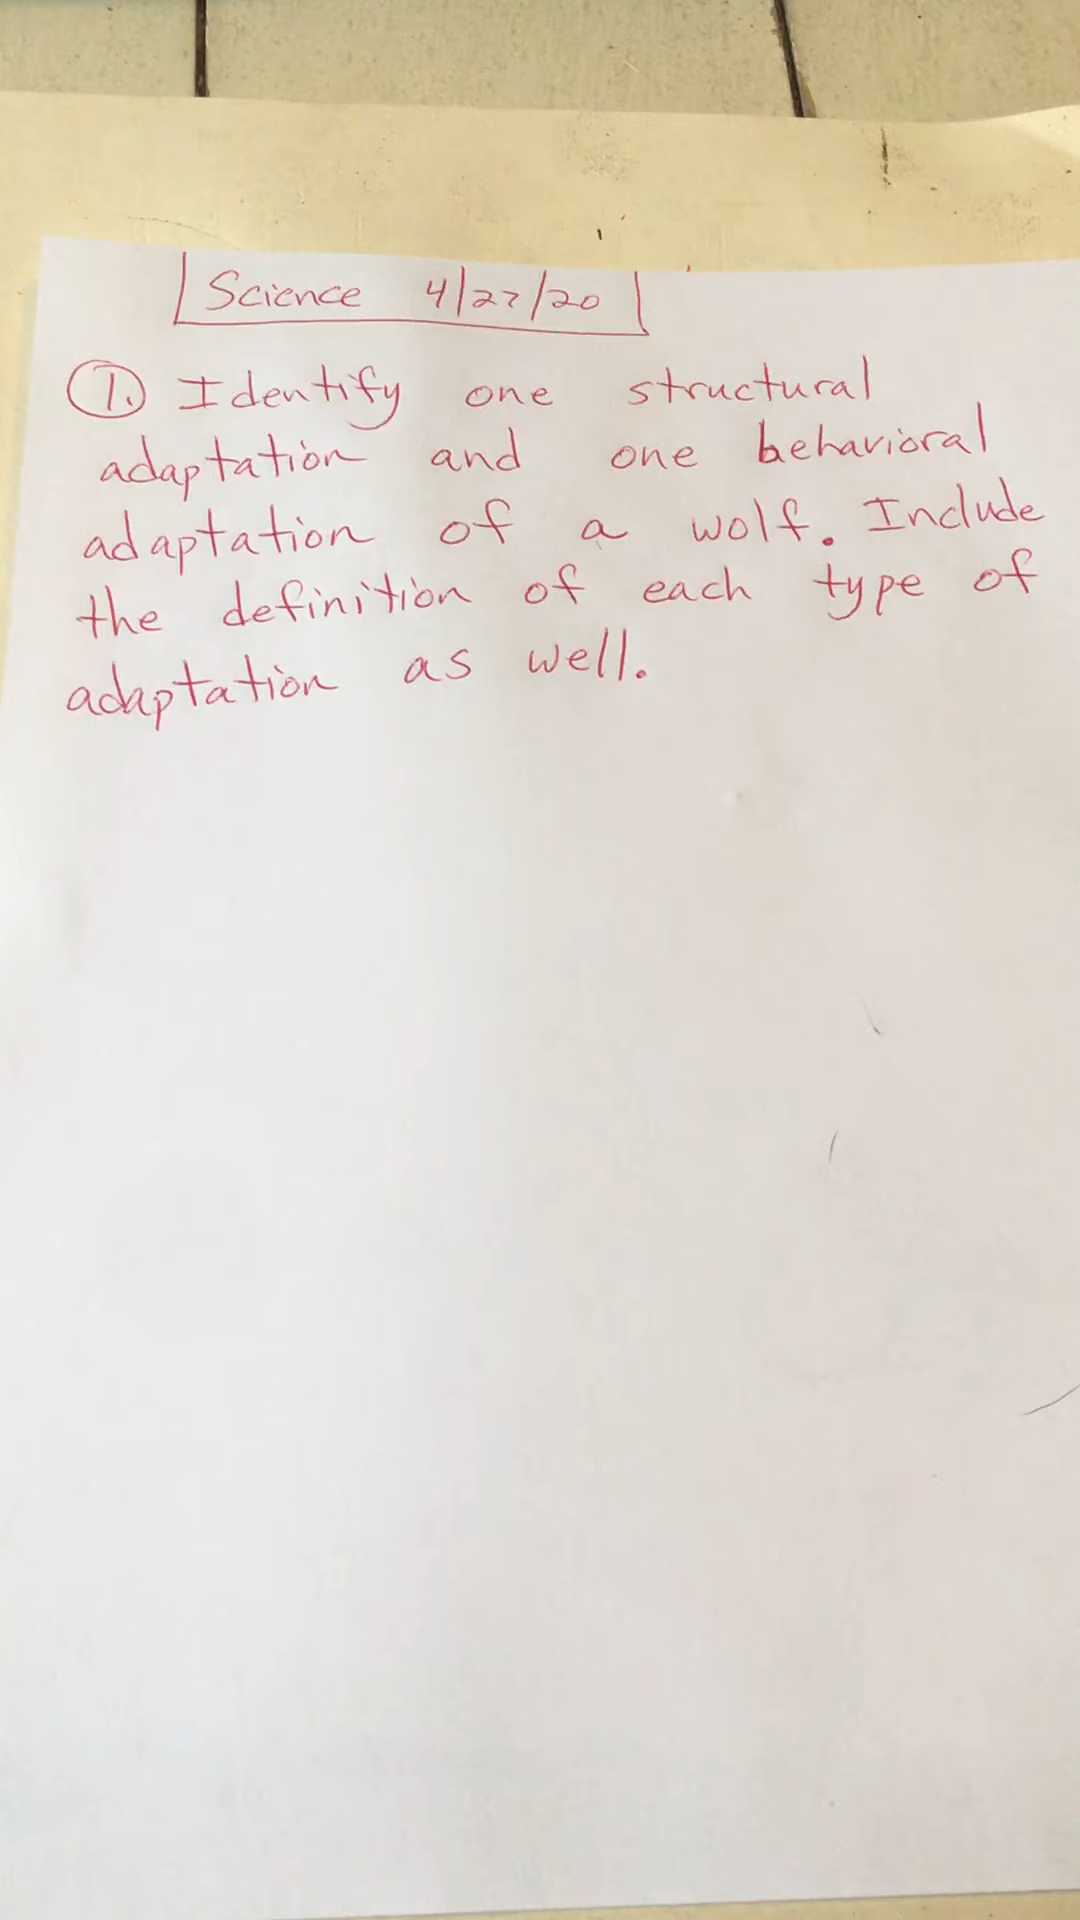 Science 4/27/20
1. Identify one structural
adaptation and one behavioral
adaptation of a wolf. Include
the definition of each type of
adaptation as well.